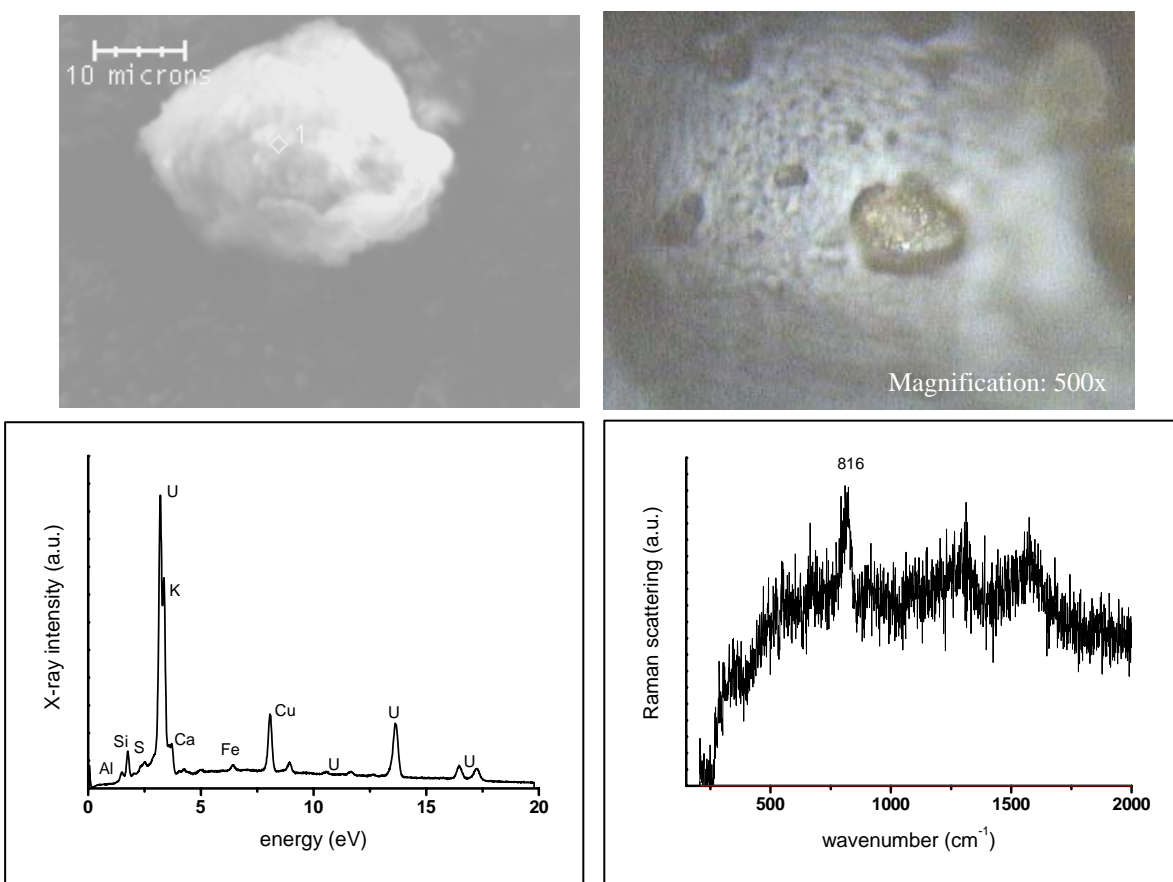 10 microns
1
Magnification: 500x
X-ray intensity (a.u.)
U
K
Cu
U
Si
S
Ca
Al
Fe
U
U
0 5 10 15 20
energy (eV)
816
Raman scattering (a.u.)
500 1000 1500 2000
wavenumber (cm⁻¹)